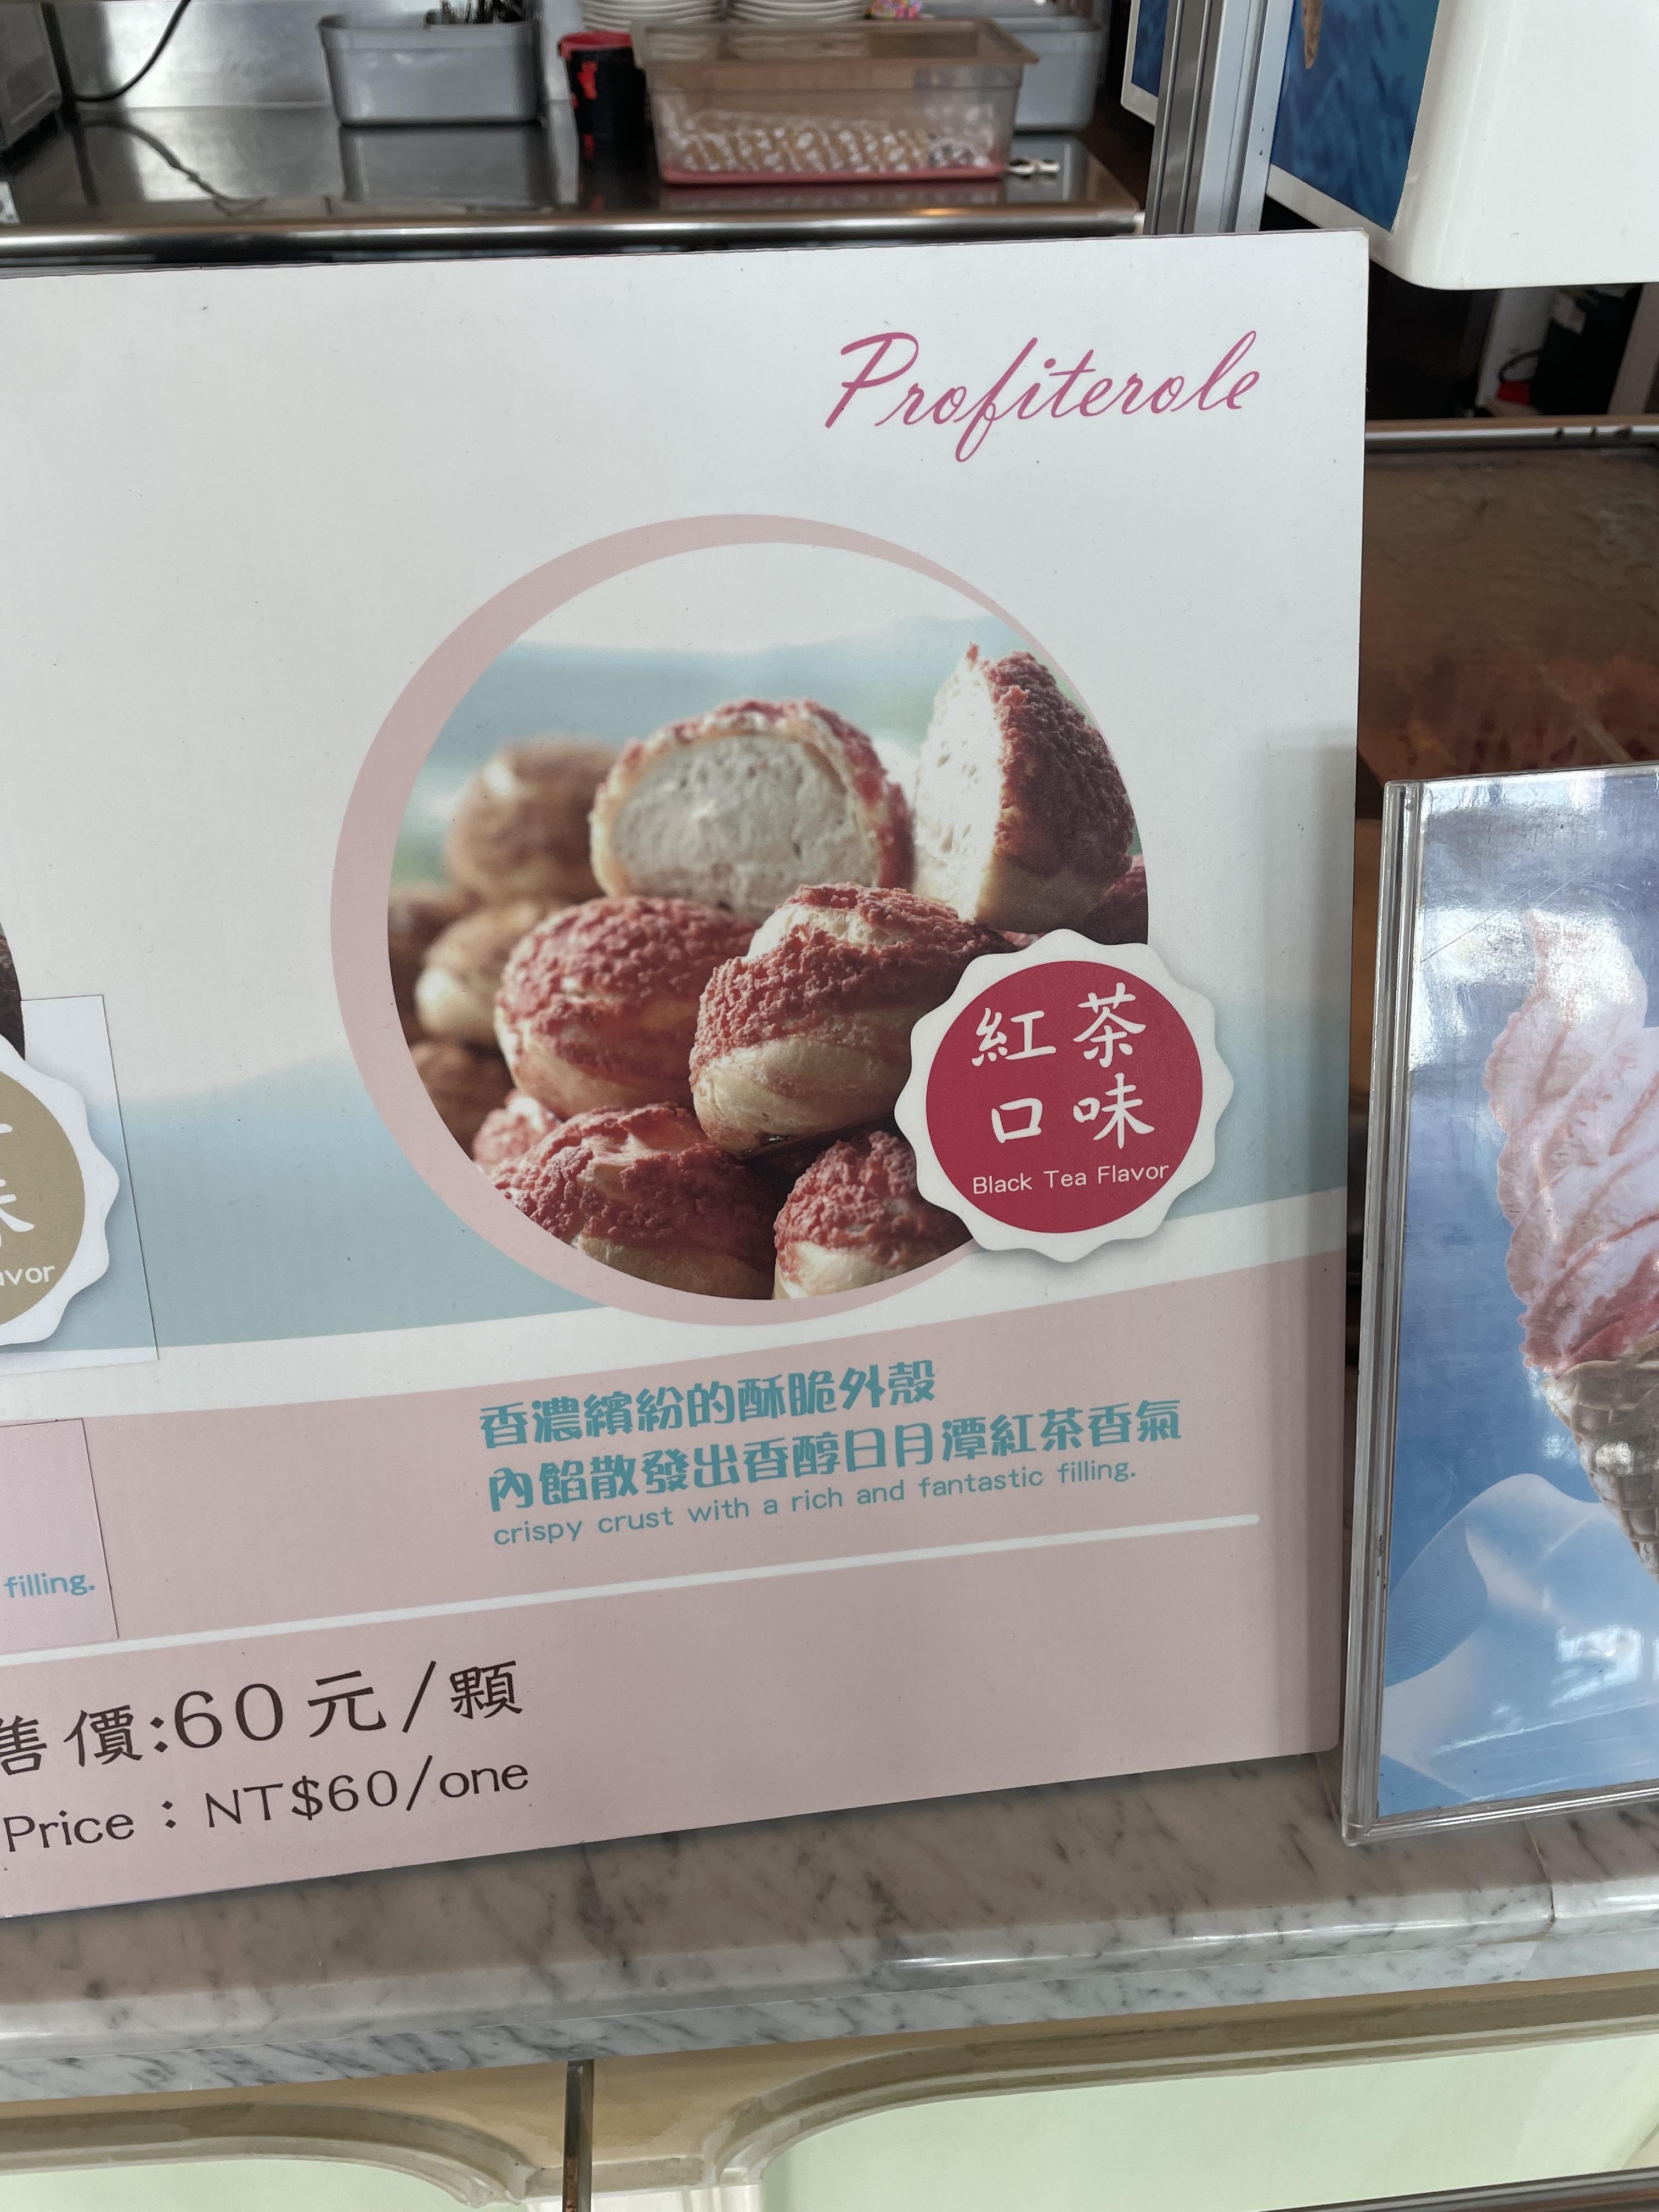 Profiterole
紅茶
口味
Black Tea Flavor
香濃繽紛的酥脆外殼
內餡散發出香醇日月潭紅茶香氣
crispy crust with a rich and fantastic filling.
filling.
售價:60元/顆
Price：NT$60/one